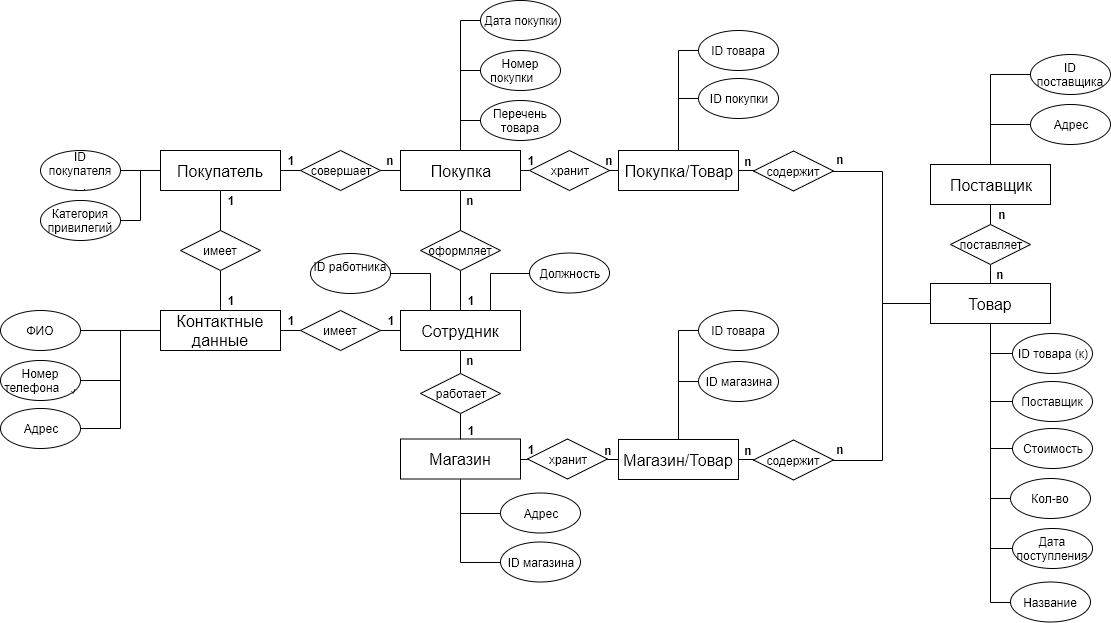 Дата покупки
Номер
покупки
Перечень
товара
ID товара
ID покупки
ID
поставщика
Адрес
ID
покупателя
Категория
привилегий
Покупатель
1
совершает
n
Покупка
1
хранит
n
Покупка/Товар
n
содержит
n
Поставщик
1
имеет
1
n
оформляет
1
n
поставляет
n
ID работника
Должность
Товар
ФИО
Номер
телефона
Адрес
Контактные
данные
1
имеет
1
Сотрудник
n
работает
1
ID товара
ID магазина
Магазин
1
хранит
n
Магазин/Товар
n
содержит
n
Адрес
ID магазина
ID товара (к)
Поставщик
Стоимость
Кол-во
Дата
поступления
Название